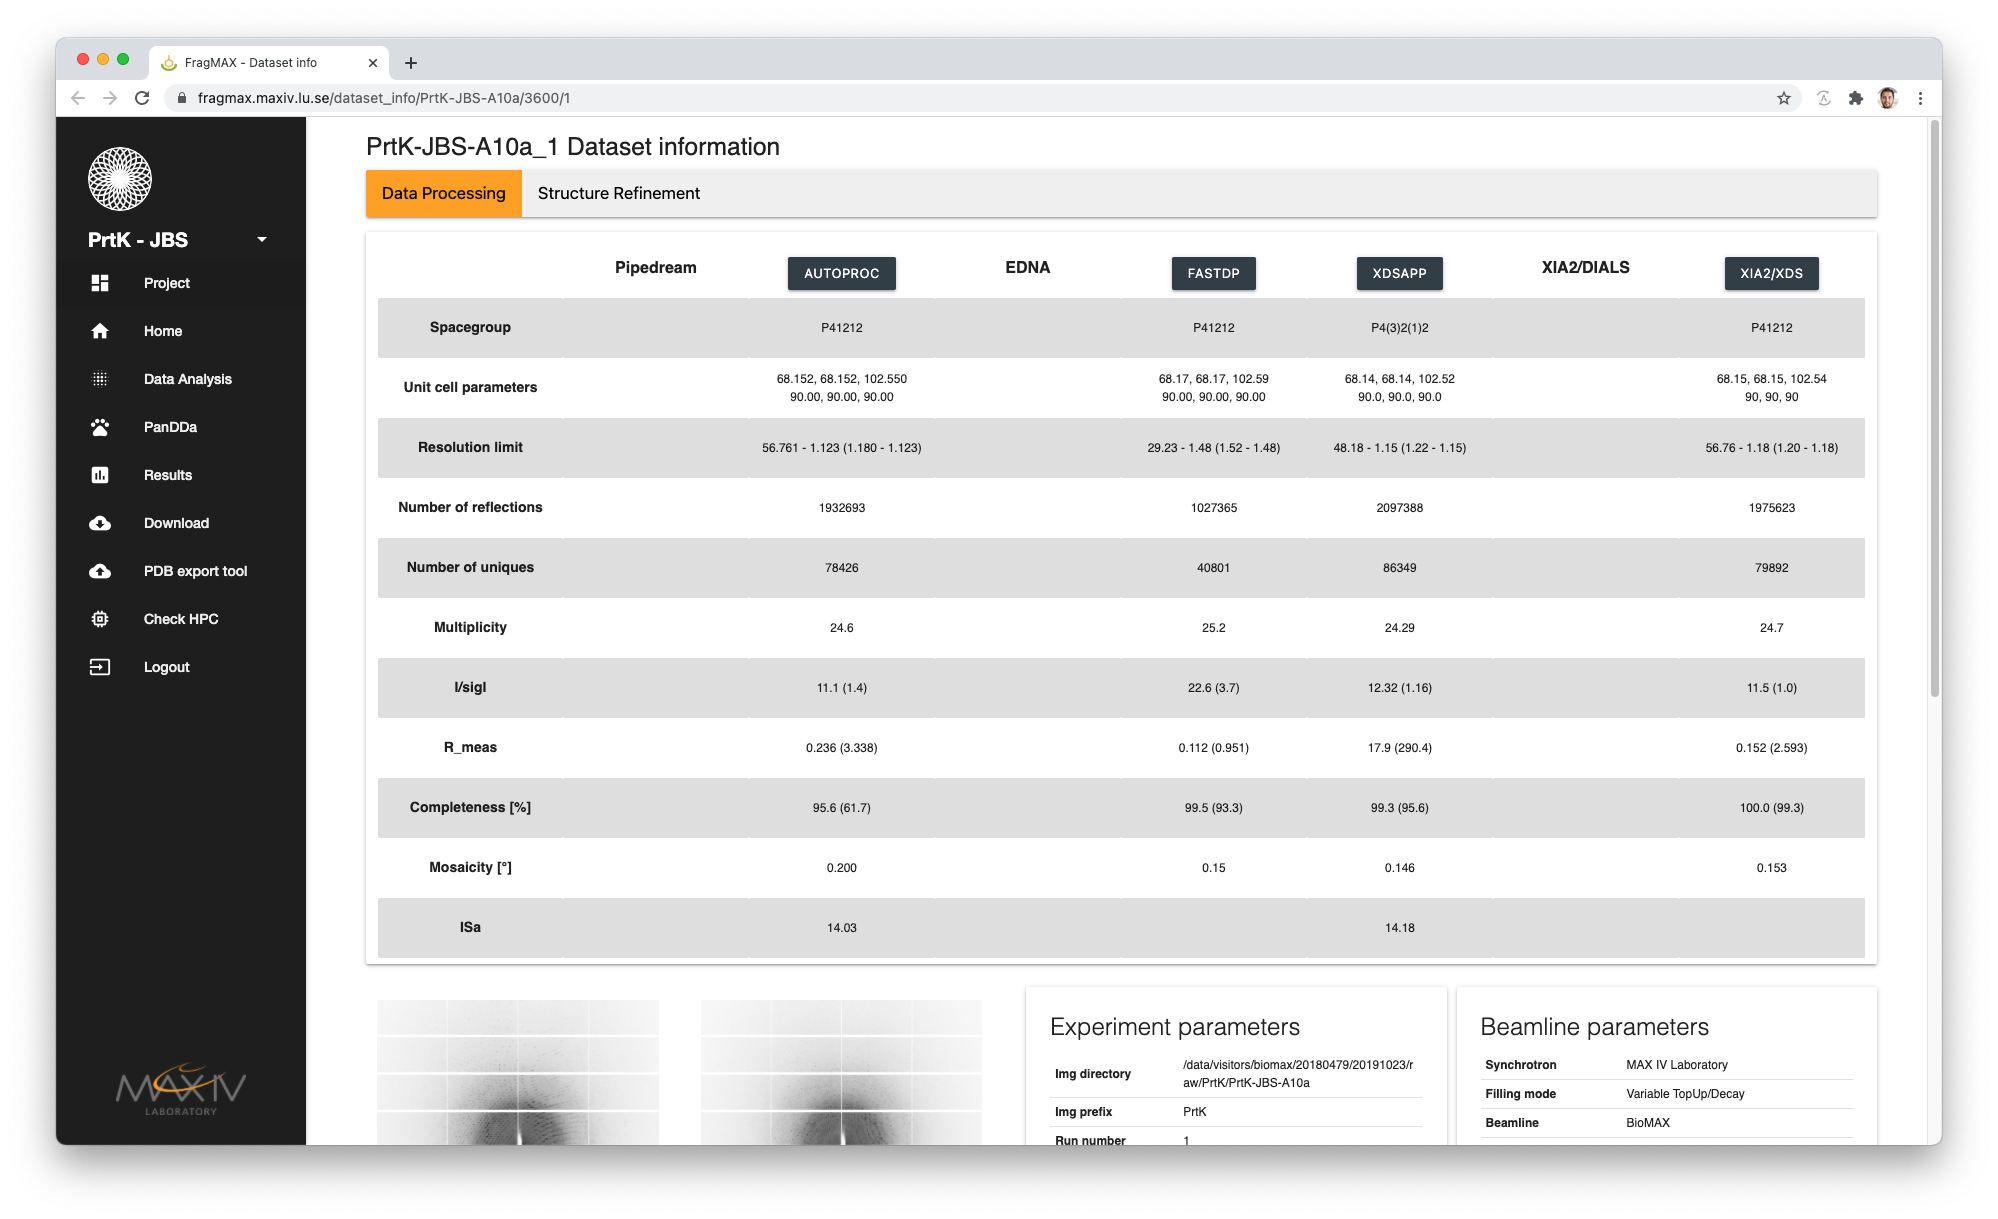 FragMAX - Dataset info
fragmax.maxiv.lu.se/dataset_info/PrtK-JBS-A10a/3600/1
PrtK - JBS
Project
Home
Data Analysis
PanDDa
Results
Download
PDB export tool
Check HPC
Logout
MAX IV
LABORATORY
PrtK-JBS-A10a_1 Dataset information
Data Processing Structure Refinement
Pipedream AUTOPROC EDNA FASTDP XDSAPP XIA2/DIALS XIA2/XDS
Spacegroup P41212 P41212 P4(3)2(1)2 P41212
Unit cell parameters
68.152, 68.152, 102.550 68.17, 68.17, 102.59 68.14, 68.14, 102.52 68.15, 68.15, 102.54
90.00, 90.00, 90.00 90.00, 90.00, 90.00 90.0, 90.0, 90.0 90, 90, 90
Resolution limit 56.761 - 1.123 (1.180 - 1.123) 29.23 - 1.48 (1.52 - 1.48) 48.18 - 1.15 (1.22 - 1.15) 56.76 - 1.18 (1.20 - 1.18)
Number of reflections 1932693 1027365 2097388 1975623
Number of uniques 78426 40801 86349 79892
Multiplicity 24.6 25.2 24.29 24.7
I/sigI 11.1 (1.4) 22.6 (3.7) 12.32 (1.16) 11.5 (1.0)
R_meas 0.236 (3.338) 0.112 (0.951) 17.9 (290.4) 0.152 (2.593)
Completeness [%] 95.6 (61.7) 99.5 (93.3) 99.3 (95.6) 100.0 (99.3)
Mosaicity [°] 0.200 0.15 0.146 0.153
ISa 14.03 14.18
Experiment parameters
Img directory /data/visitors/biomax/20180479/20191023/r
aw/PrtK/PrtK-JBS-A10a
Img prefix PrtK
Run number 1
Beamline parameters
Synchrotron MAX IV Laboratory
Filling mode Variable TopUp/Decay
Beamline BioMAX